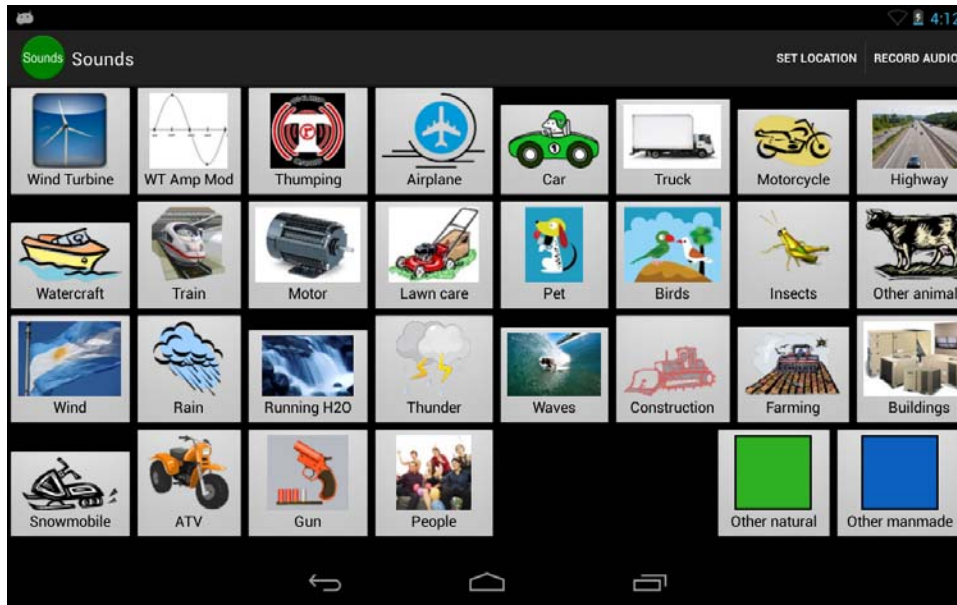 4:12
Sounds Sounds SET LOCATION RECORD AUDIO
Wind Turbine WT Amp Mod Thumping Airplane Car Truck Motorcycle Highway
Watercraft Train Motor Lawn care Pet Birds Insects Other animal
Wind Rain Running H2O Thunder Waves Construction Farming Buildings
Snowmobile ATV Gun People Other natural Other manmade